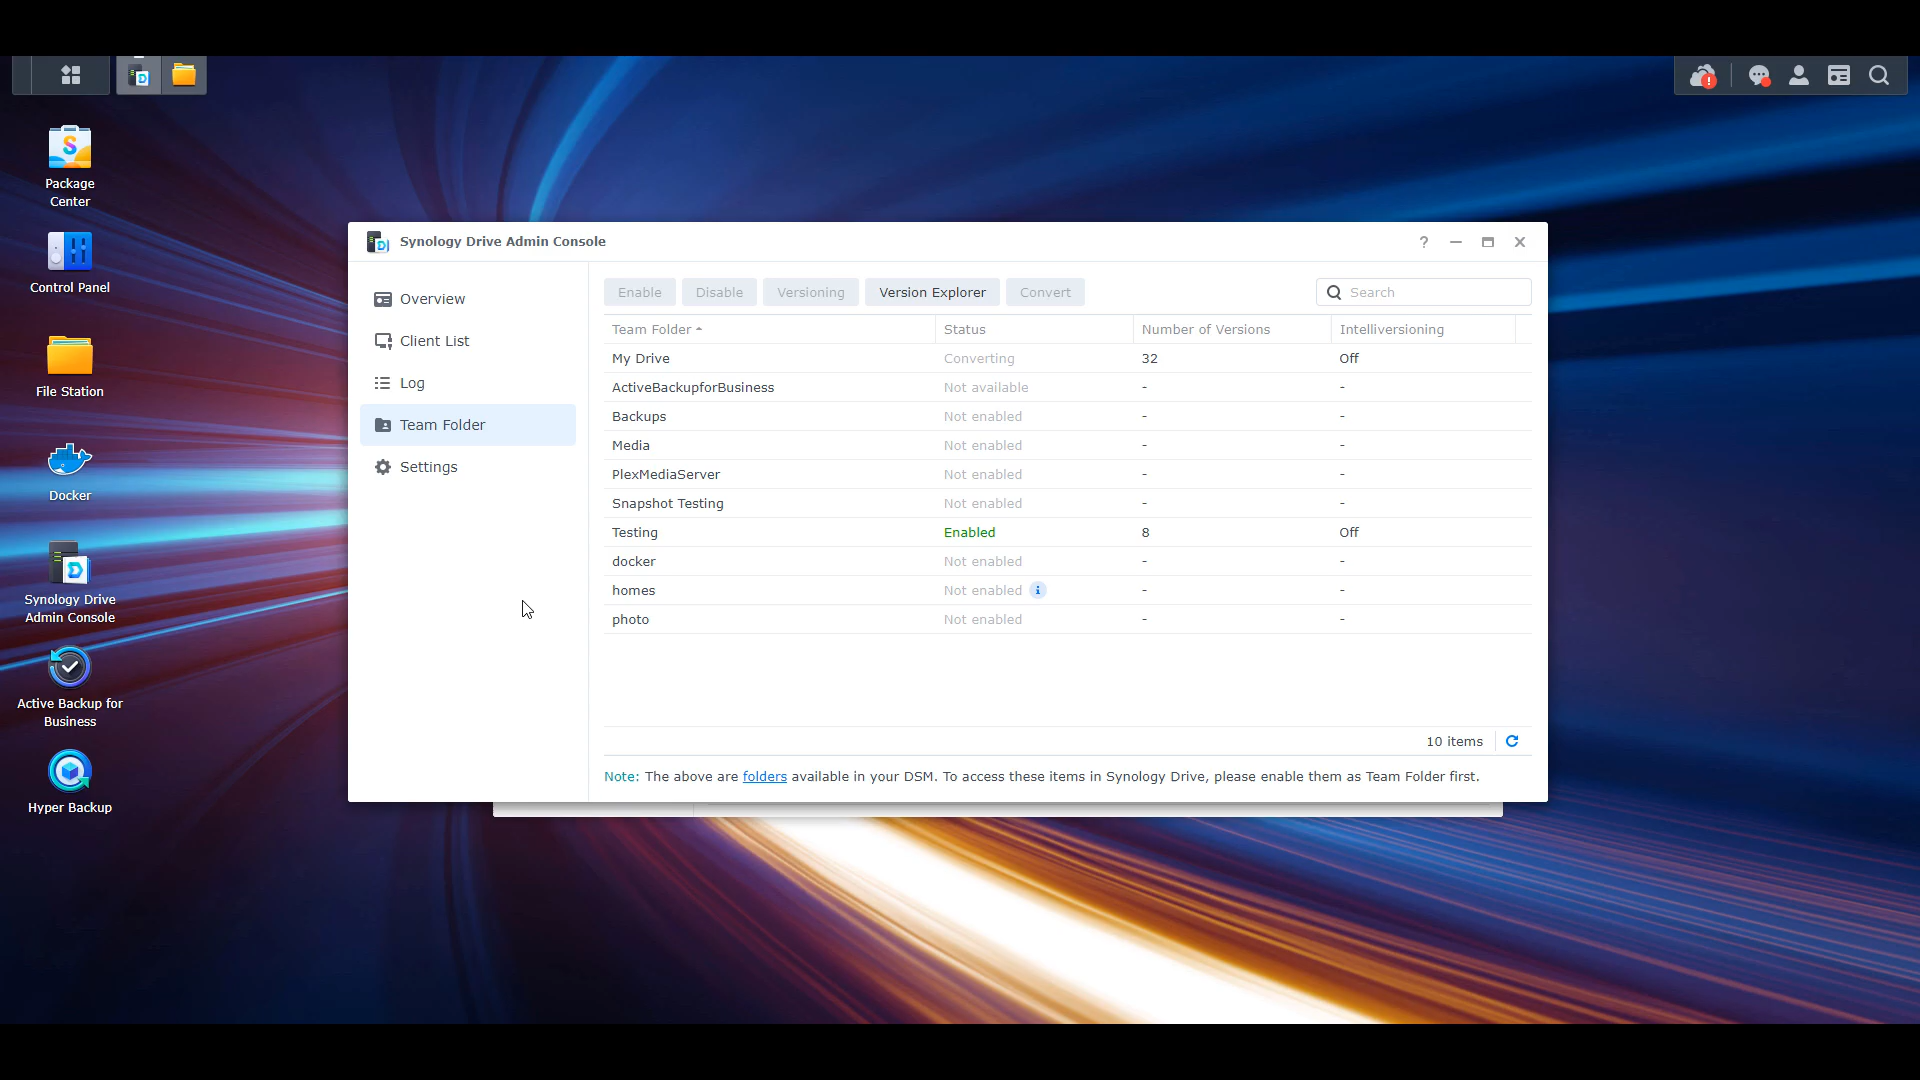 Package
Center
Control Panel
File Station
Docker
Synology Drive
Admin Console
Active Backup for
Business
Hyper Backup
Synology Drive Admin Console
Overview
Client List
Log
Team Folder
Settings
Enable Disable Versioning Version Explorer Convert Search
Team Folder Status Number of Versions Intelliversioning
My Drive Converting 32 Off
ActiveBackupforBusiness Not available - -
Backups Not enabled - -
Media Not enabled - -
PlexMediaServer Not enabled - -
Snapshot Testing Not enabled - -
Testing Enabled 8 Off
docker Not enabled - -
homes Not enabled i - -
photo Not enabled - -
10 items
Note: The above are folders available in your DSM. To access these items in Synology Drive, please enable them as Team Folder first.